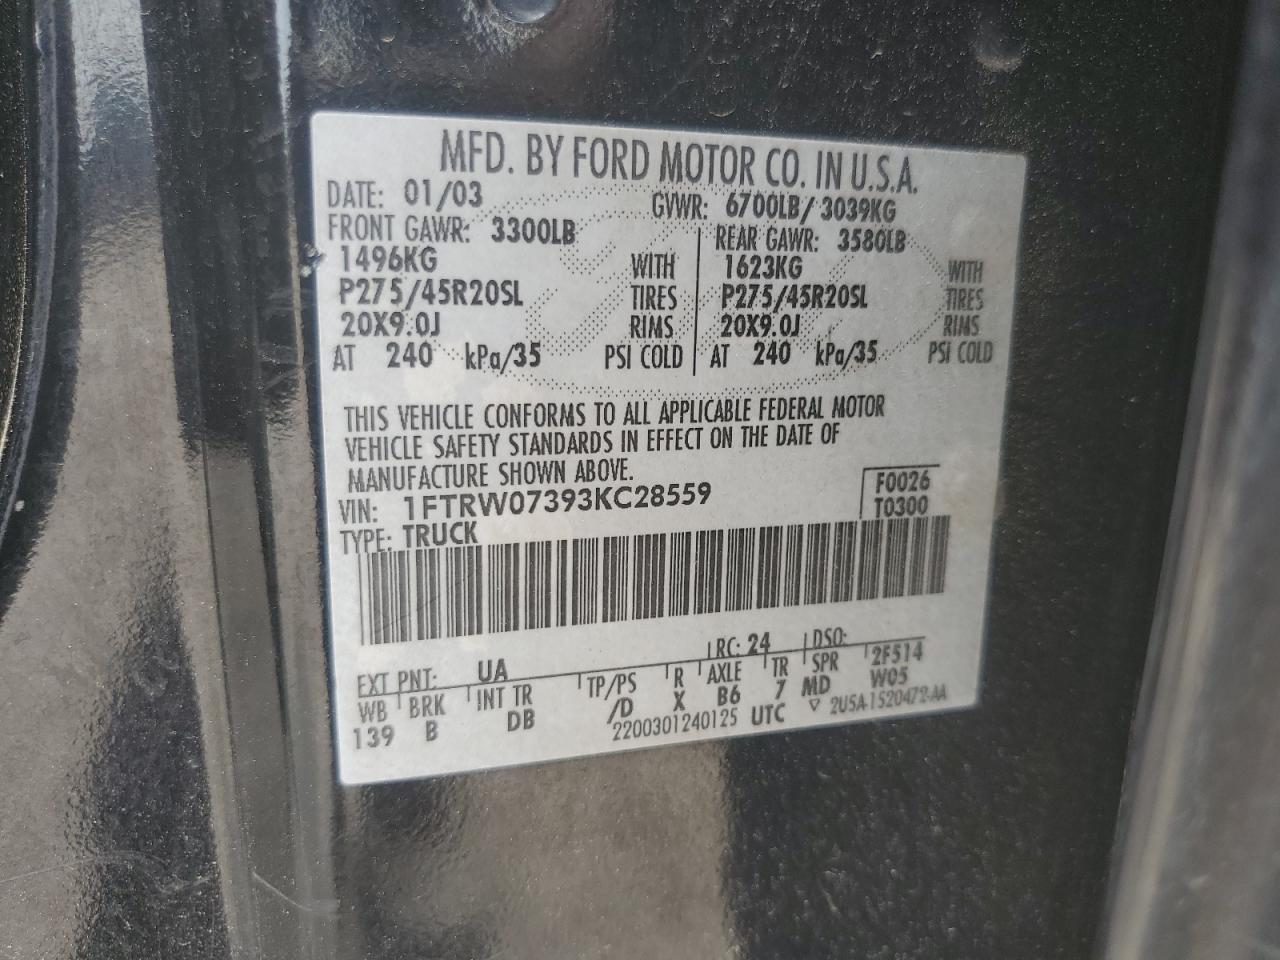 MFD. BY FORD MOTOR CO. IN U.S.A.
DATE: 01/03 GVWR: 6700LB/ 3039KG
FRONT GAWR: 3300LB REAR GAWR: 3580LB
1496KG WITH 1623KG WITH
P275/45R20SL TIRES P275/45R20SL TIRES
20X9.0J RIMS 20X9.0J RIMS
AT 240 kPa/35 PSI COLD AT 240 kPa/35 PSI COLD
THIS VEHICLE CONFORMS TO ALL APPLICABLE FEDERAL MOTOR
VEHICLE SAFETY STANDARDS IN EFFECT ON THE DATE OF
MANUFACTURE SHOWN ABOVE.
VIN: 1FTRW07393KC28559 F0026
TYPE: TRUCK T0300
EXT PNT: UA RC: 24 DSO: 2F514
WB BRK INT TR TP/PS R AXLE TR SPR W05
139 B DB /D X B6 7 MD
2200301240125 UTC ▽ 2U5A-1520472-AA